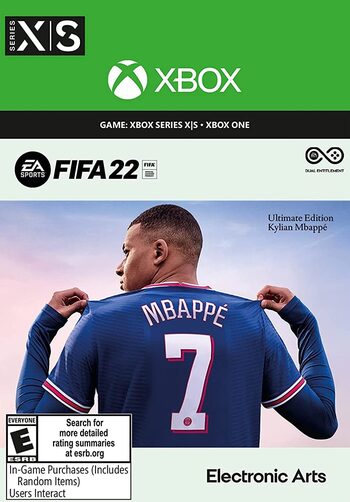 SERIES
X|S
XBOX
GAME: XBOX SERIES X|S • XBOX ONE
EA
SPORTS
FIFA 22
FIFA
DUAL ENTITLEMENT
Ultimate Edition
Kylian Mbappé
MBAPPÉ
7
EVERYONE
E
ESRB
Search for
more detailed
rating summaries
at esrb.org
In-Game Purchases (Includes
Random Items)
Users Interact
Electronic Arts